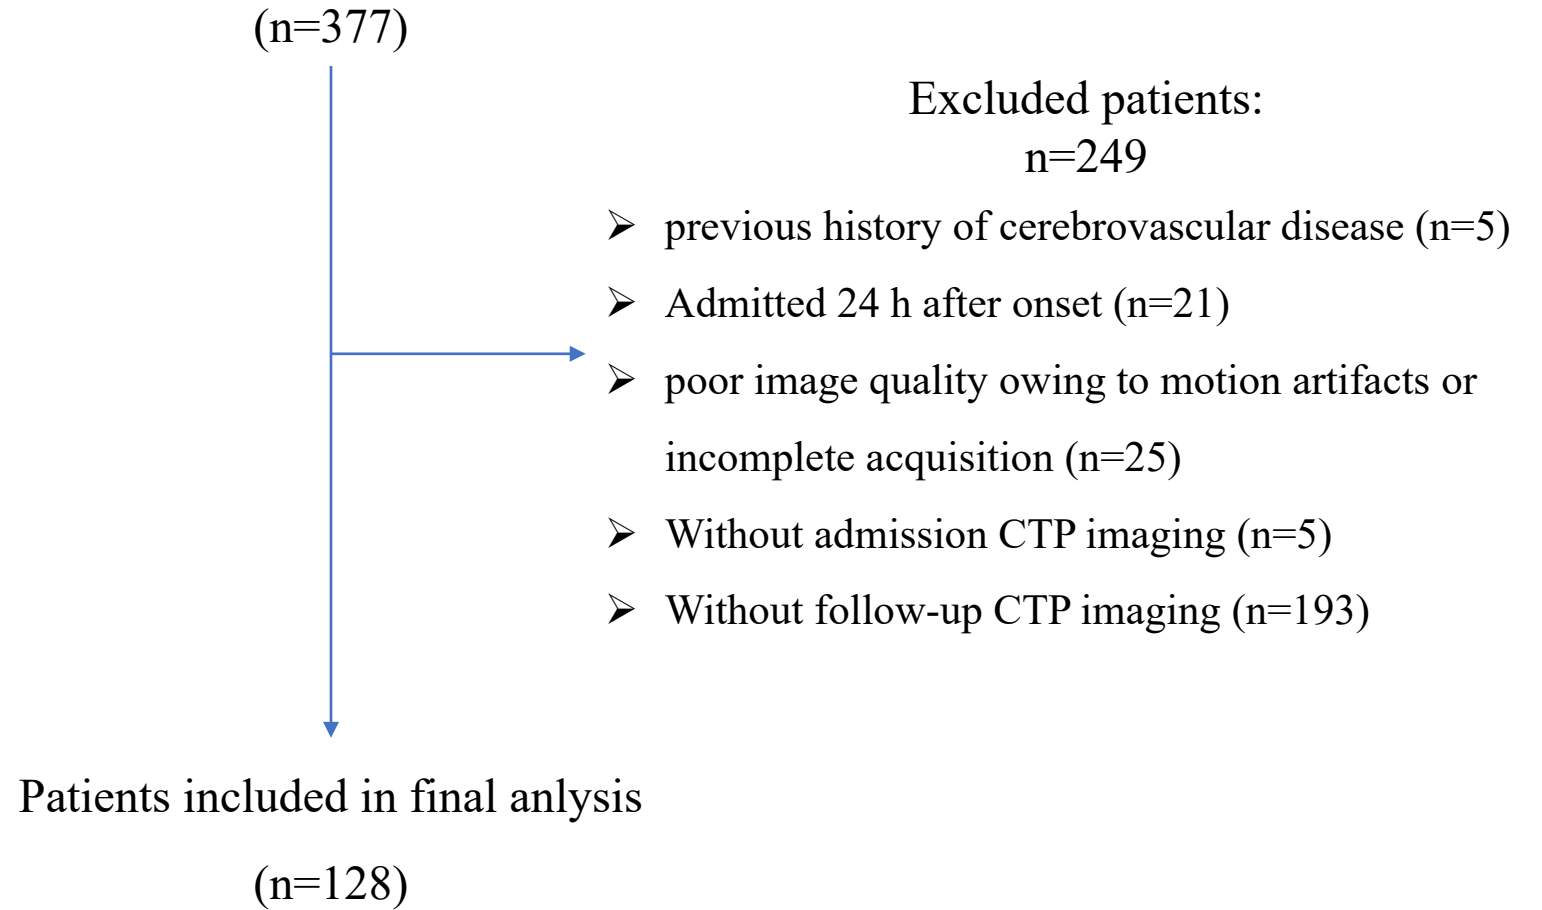 (n=377)
Excluded patients:
n=249
previous history of cerebrovascular disease (n=5)
Admitted 24 h after onset (n=21)
poor image quality owing to motion artifacts or
incomplete acquisition (n=25)
Without admission CTP imaging (n=5)
Without follow-up CTP imaging (n=193)
Patients included in final anlysis
(n=128)